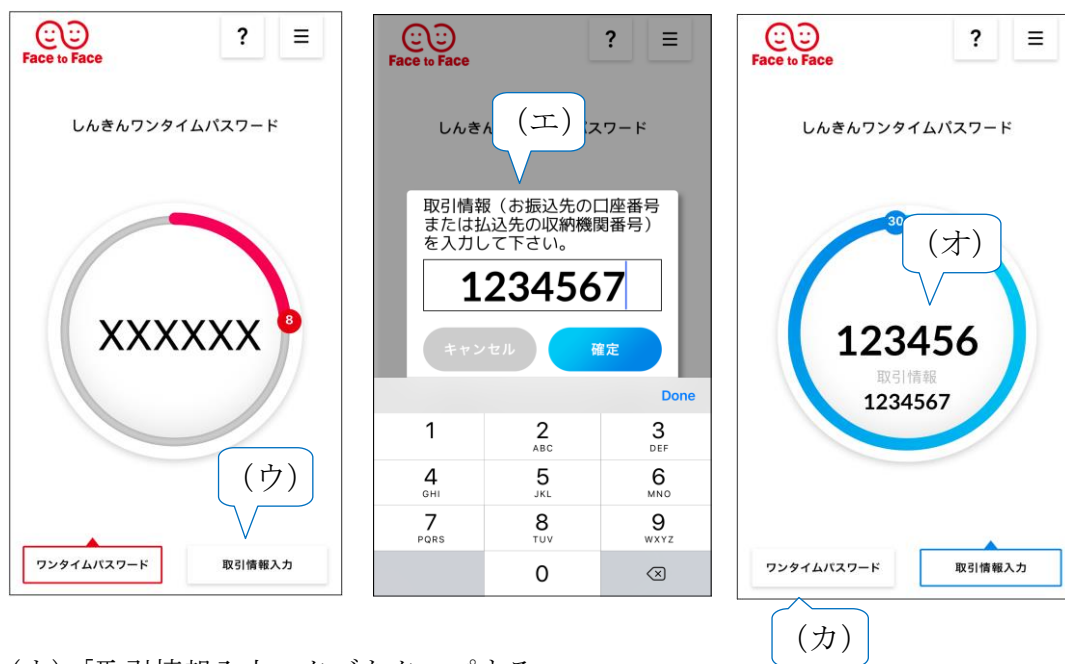 Face to Face
?
しんきんワンタイムパスワード
XXXXXX
8
(ウ)
ワンタイムパスワード
取引情報入力
Face to Face
?
しんき
スワード
(エ)
取引情報(お振込先の口座番号
または払込先の収納機関番号)
を入力して下さい。
1234567
キャンセル
確定
Done
1
2 ABC
3 DEF
4 GHI
5 JKL
6 MNO
7 PQRS
8 TUV
9 WXYZ
0
Face to Face
?
しんきんワンタイムパスワード
30
(オ)
123456
取引情報
1234567
ワンタイムパスワード
取引情報入力
(カ)